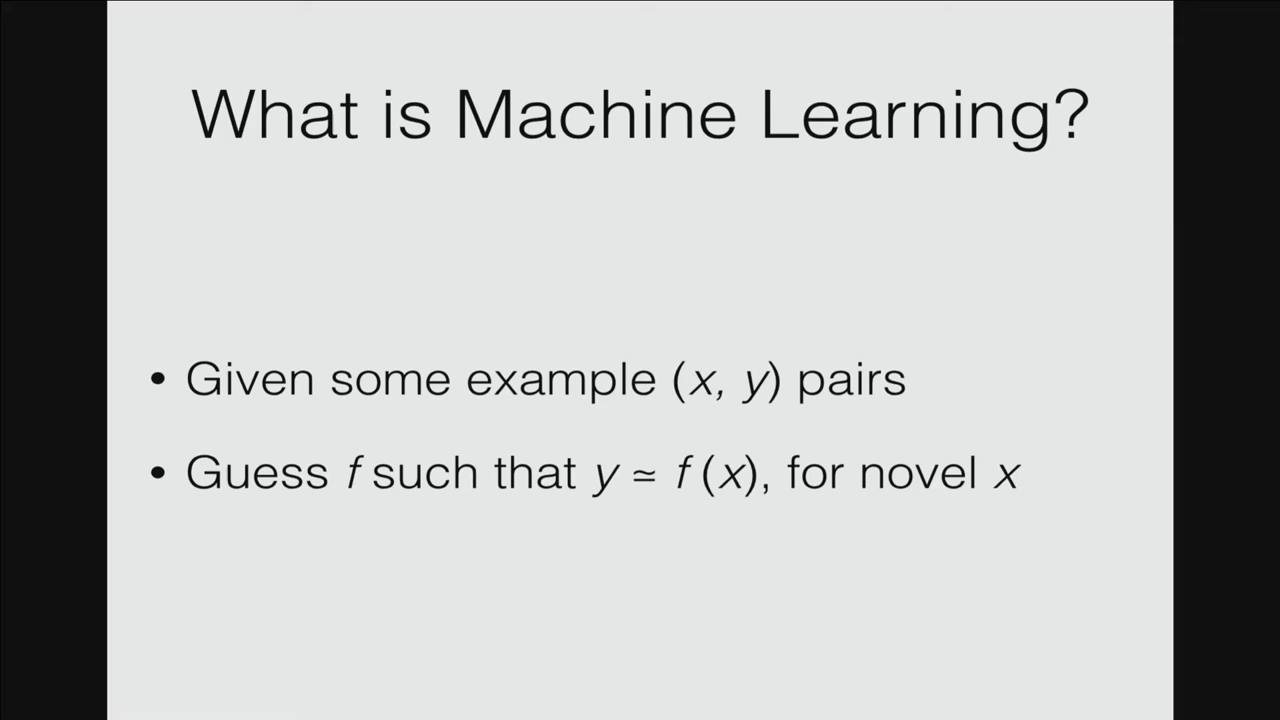 What is Machine Learning?
• Given some example (x, y) pairs
• Guess f such that y ≃ f (x), for novel x